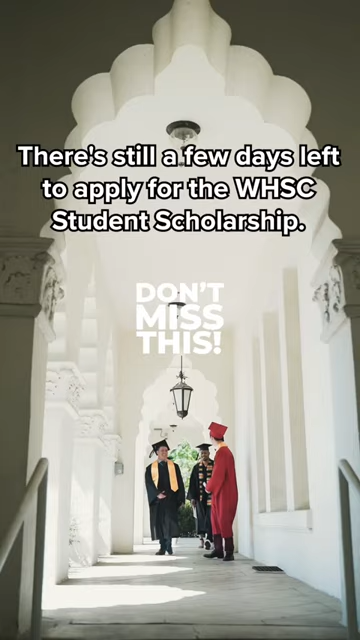 There's still a few days left
to apply for the WHSC
Student Scholarship.
DON'T
MISS
THIS!